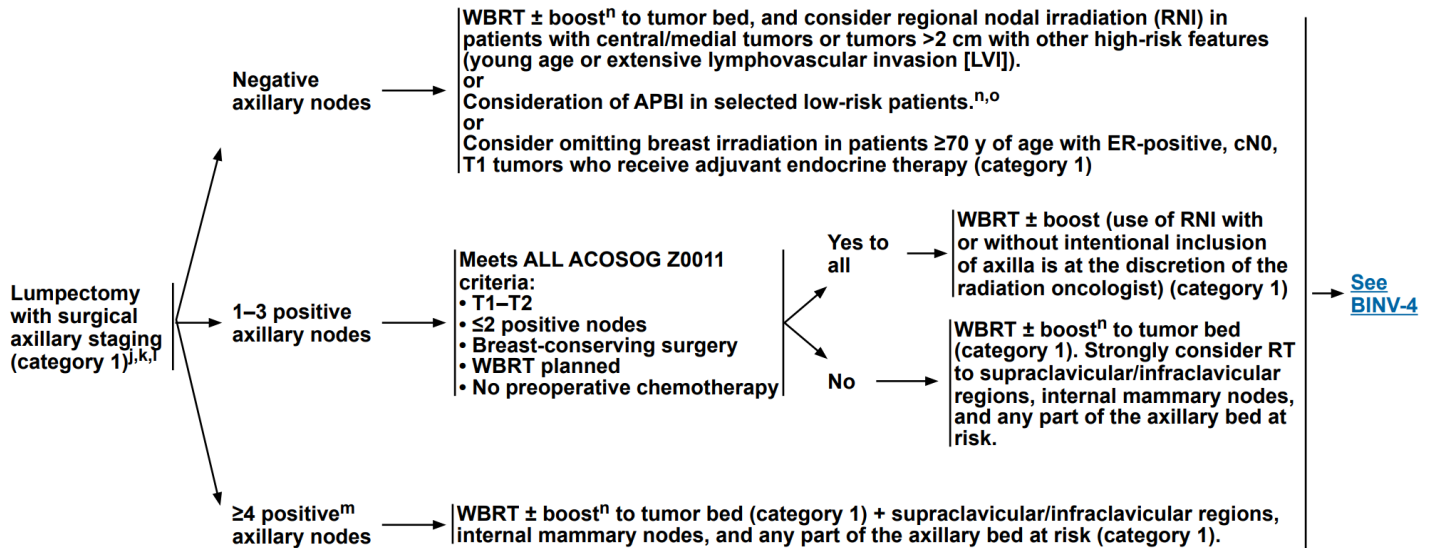 Lumpectomy
with surgical
axillary staging
(category 1)j,k,l
Negative
axillary nodes
WBRT ± boostn to tumor bed, and consider regional nodal irradiation (RNI) in
patients with central/medial tumors or tumors >2 cm with other high-risk features
(young age or extensive lymphovascular invasion [LVI]).
or
Consideration of APBI in selected low-risk patients.n,o
or
Consider omitting breast irradiation in patients ≥70 y of age with ER-positive, cN0,
T1 tumors who receive adjuvant endocrine therapy (category 1)
1–3 positive
axillary nodes
Meets ALL ACOSOG Z0011
criteria:
• T1–T2
• ≤2 positive nodes
• Breast-conserving surgery
• WBRT planned
• No preoperative chemotherapy
Yes to
all
WBRT ± boost (use of RNI with
or without intentional inclusion
of axilla is at the discretion of the
radiation oncologist) (category 1)
No
WBRT ± boostn to tumor bed
(category 1). Strongly consider RT
to supraclavicular/infraclavicular
regions, internal mammary nodes,
and any part of the axillary bed at
risk.
≥4 positivem
axillary nodes
WBRT ± boostn to tumor bed (category 1) + supraclavicular/infraclavicular regions,
internal mammary nodes, and any part of the axillary bed at risk (category 1).
See
BINV-4